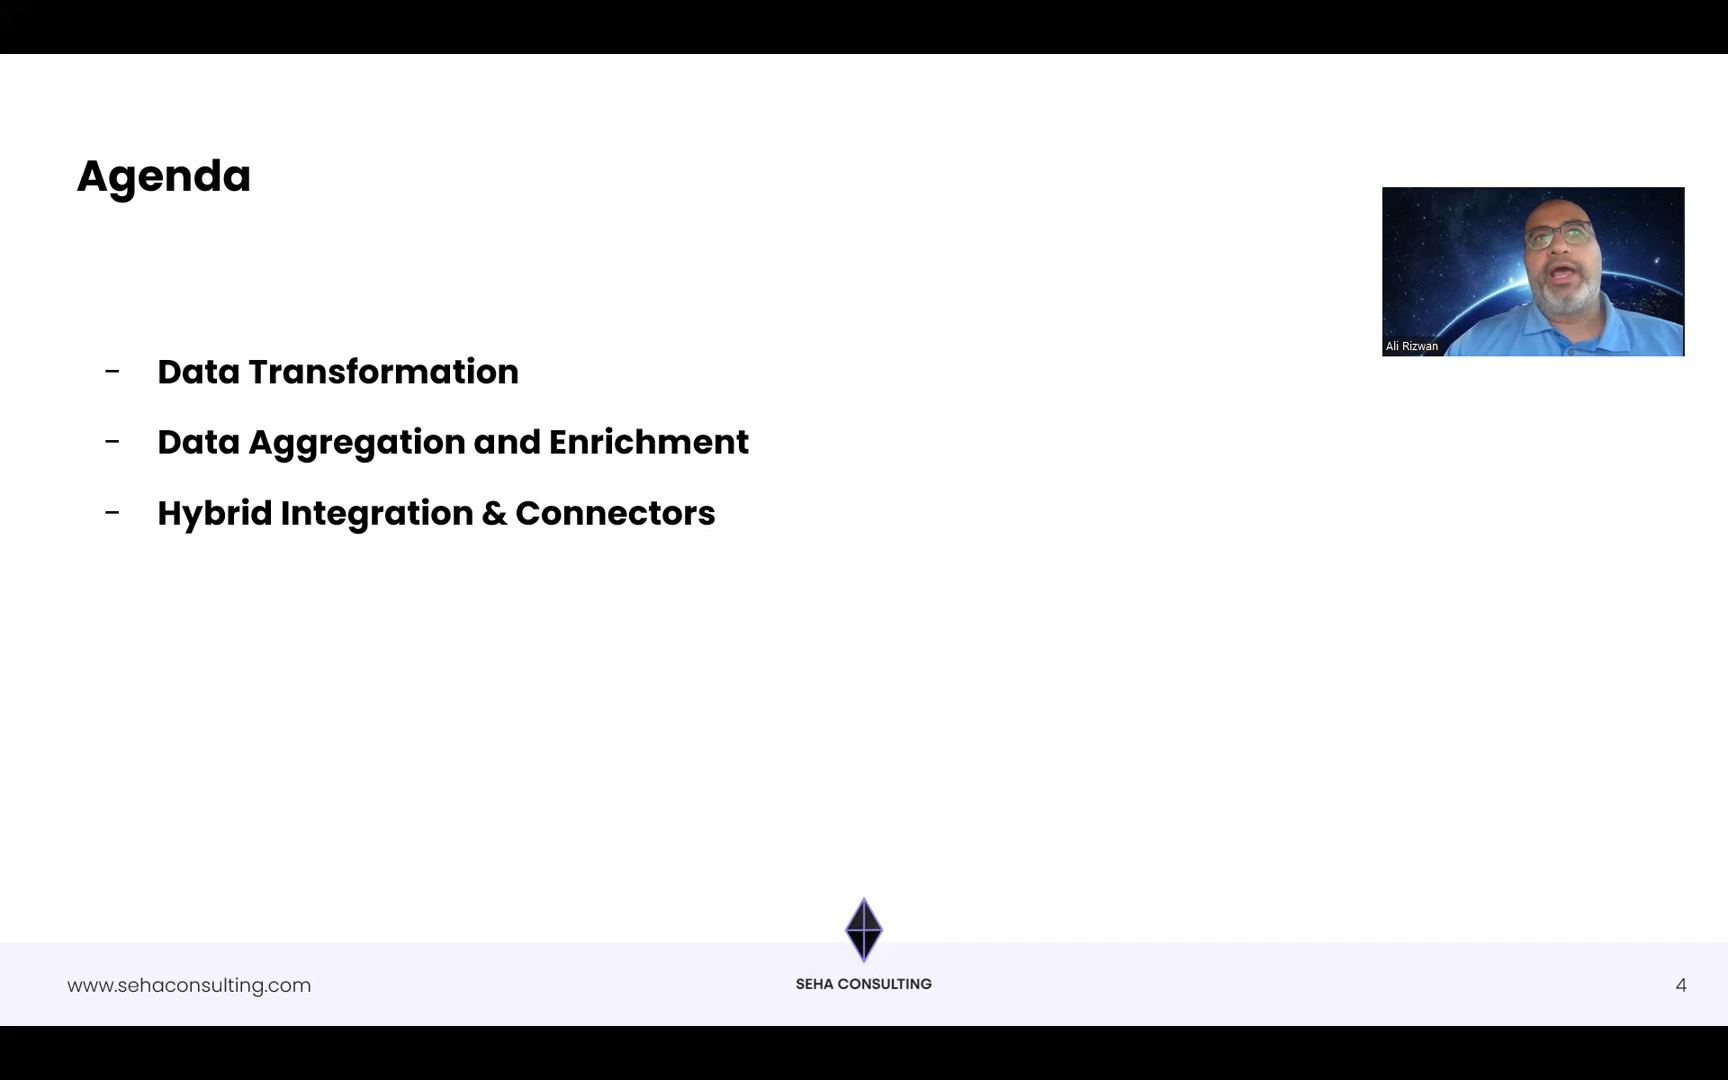 Agenda
Ali Rizwan
- Data Transformation
- Data Aggregation and Enrichment
- Hybrid Integration & Connectors
www.sehaconsulting.com
SEHA CONSULTING
4